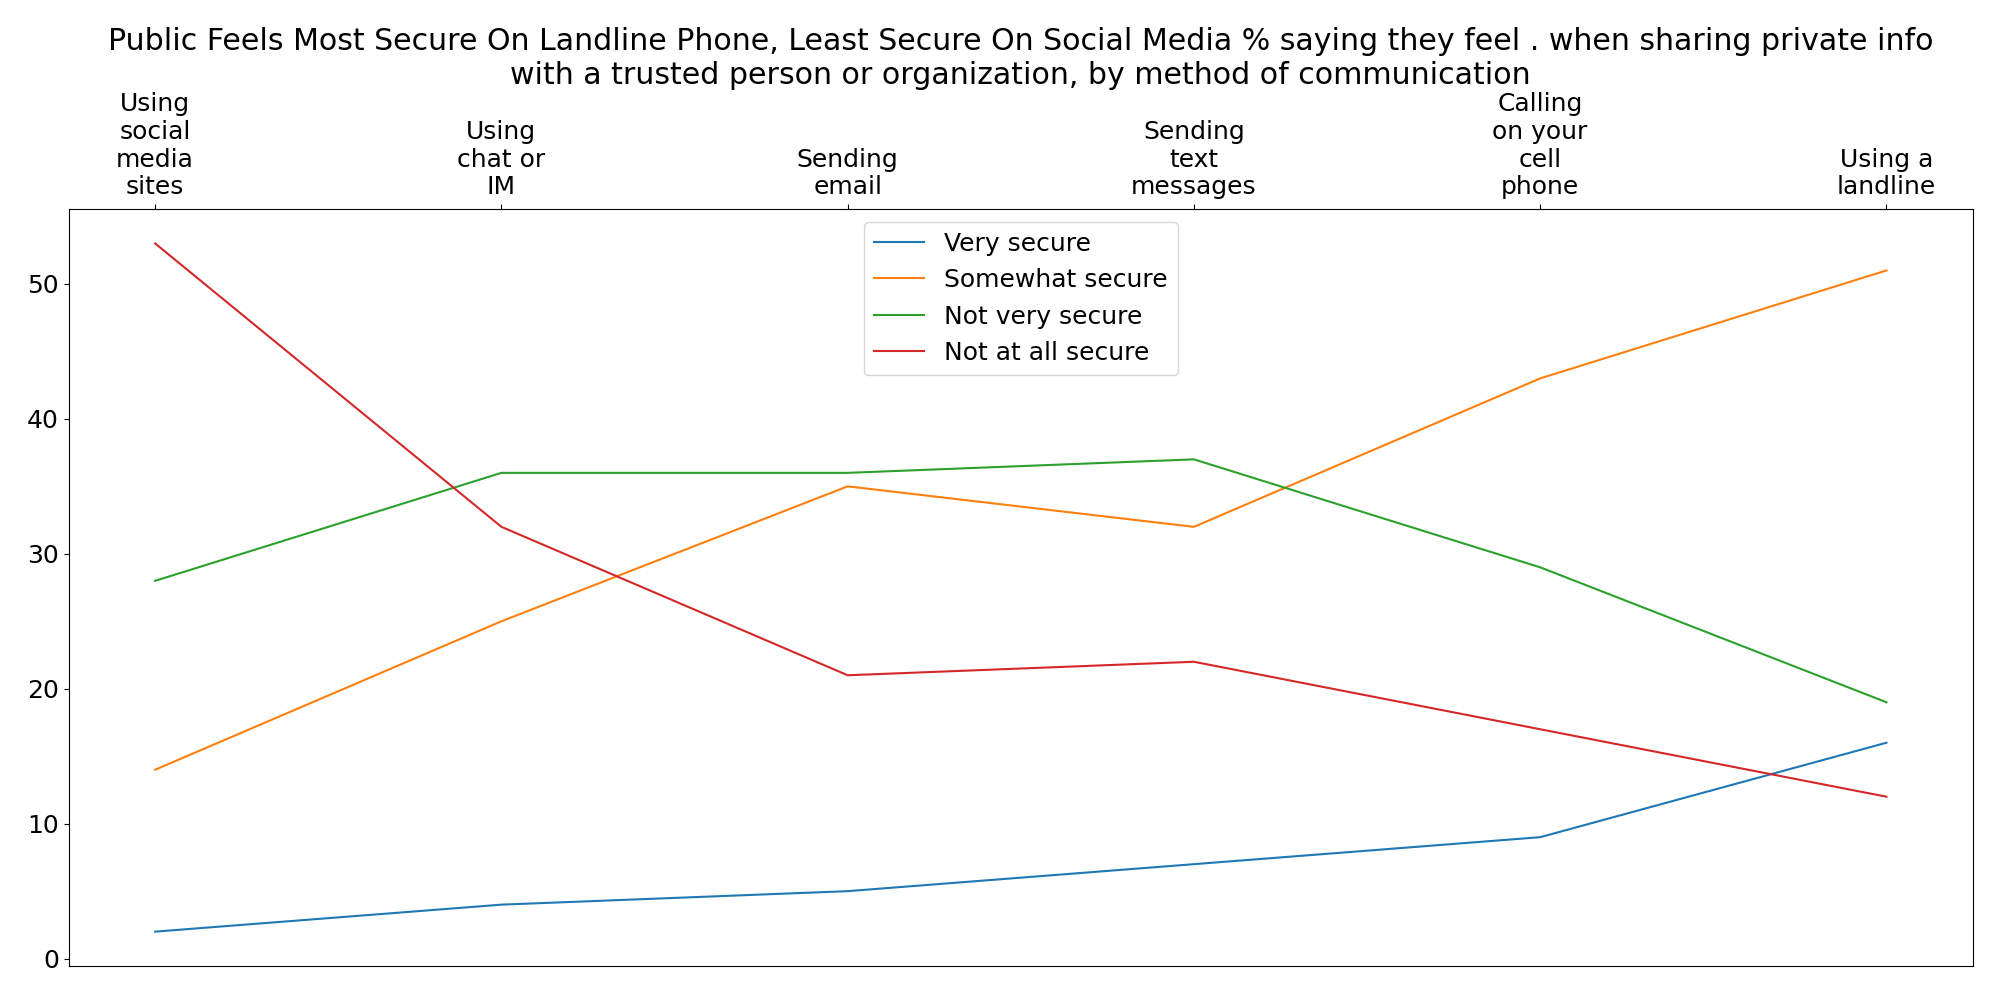 Public Feels Most Secure On Landline Phone, Least Secure On Social Media % saying they feel . when sharing private info
with a trusted person or organization, by method of communication
Using
social
media
sites
Using
chat or
IM
Sending
email
Sending
text
messages
Calling
on your
cell
phone
Using a
landline
Very secure
Somewhat secure
Not very secure
Not at all secure
50
40
30
20
10
0